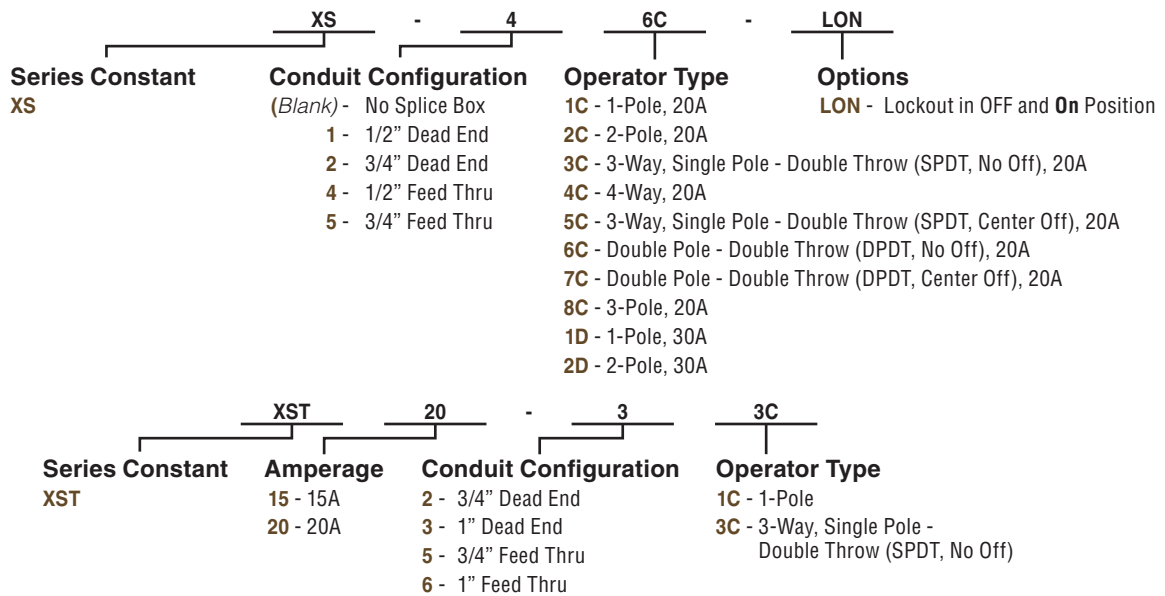 XS - 4 6C - LON
Series Constant Conduit Configuration Operator Type Options
XS (Blank) - No Splice Box 1C - 1-Pole, 20A LON - Lockout in OFF and On Position
1 - 1/2” Dead End 2C - 2-Pole, 20A
2 - 3/4” Dead End 3C - 3-Way, Single Pole - Double Throw (SPDT, No Off), 20A
4 - 1/2” Feed Thru 4C - 4-Way, 20A
5 - 3/4” Feed Thru 5C - 3-Way, Single Pole - Double Throw (SPDT, Center Off), 20A
6C - Double Pole - Double Throw (DPDT, No Off), 20A
7C - Double Pole - Double Throw (DPDT, Center Off), 20A
8C - 3-Pole, 20A
1D - 1-Pole, 30A
2D - 2-Pole, 30A
XST 20 - 3 3C
Series Constant Amperage Conduit Configuration Operator Type
XST 15 - 15A 2 - 3/4” Dead End 1C - 1-Pole
20 - 20A 3 - 1” Dead End 3C - 3-Way, Single Pole -
5 - 3/4” Feed Thru Double Throw (SPDT, No Off)
6 - 1” Feed Thru